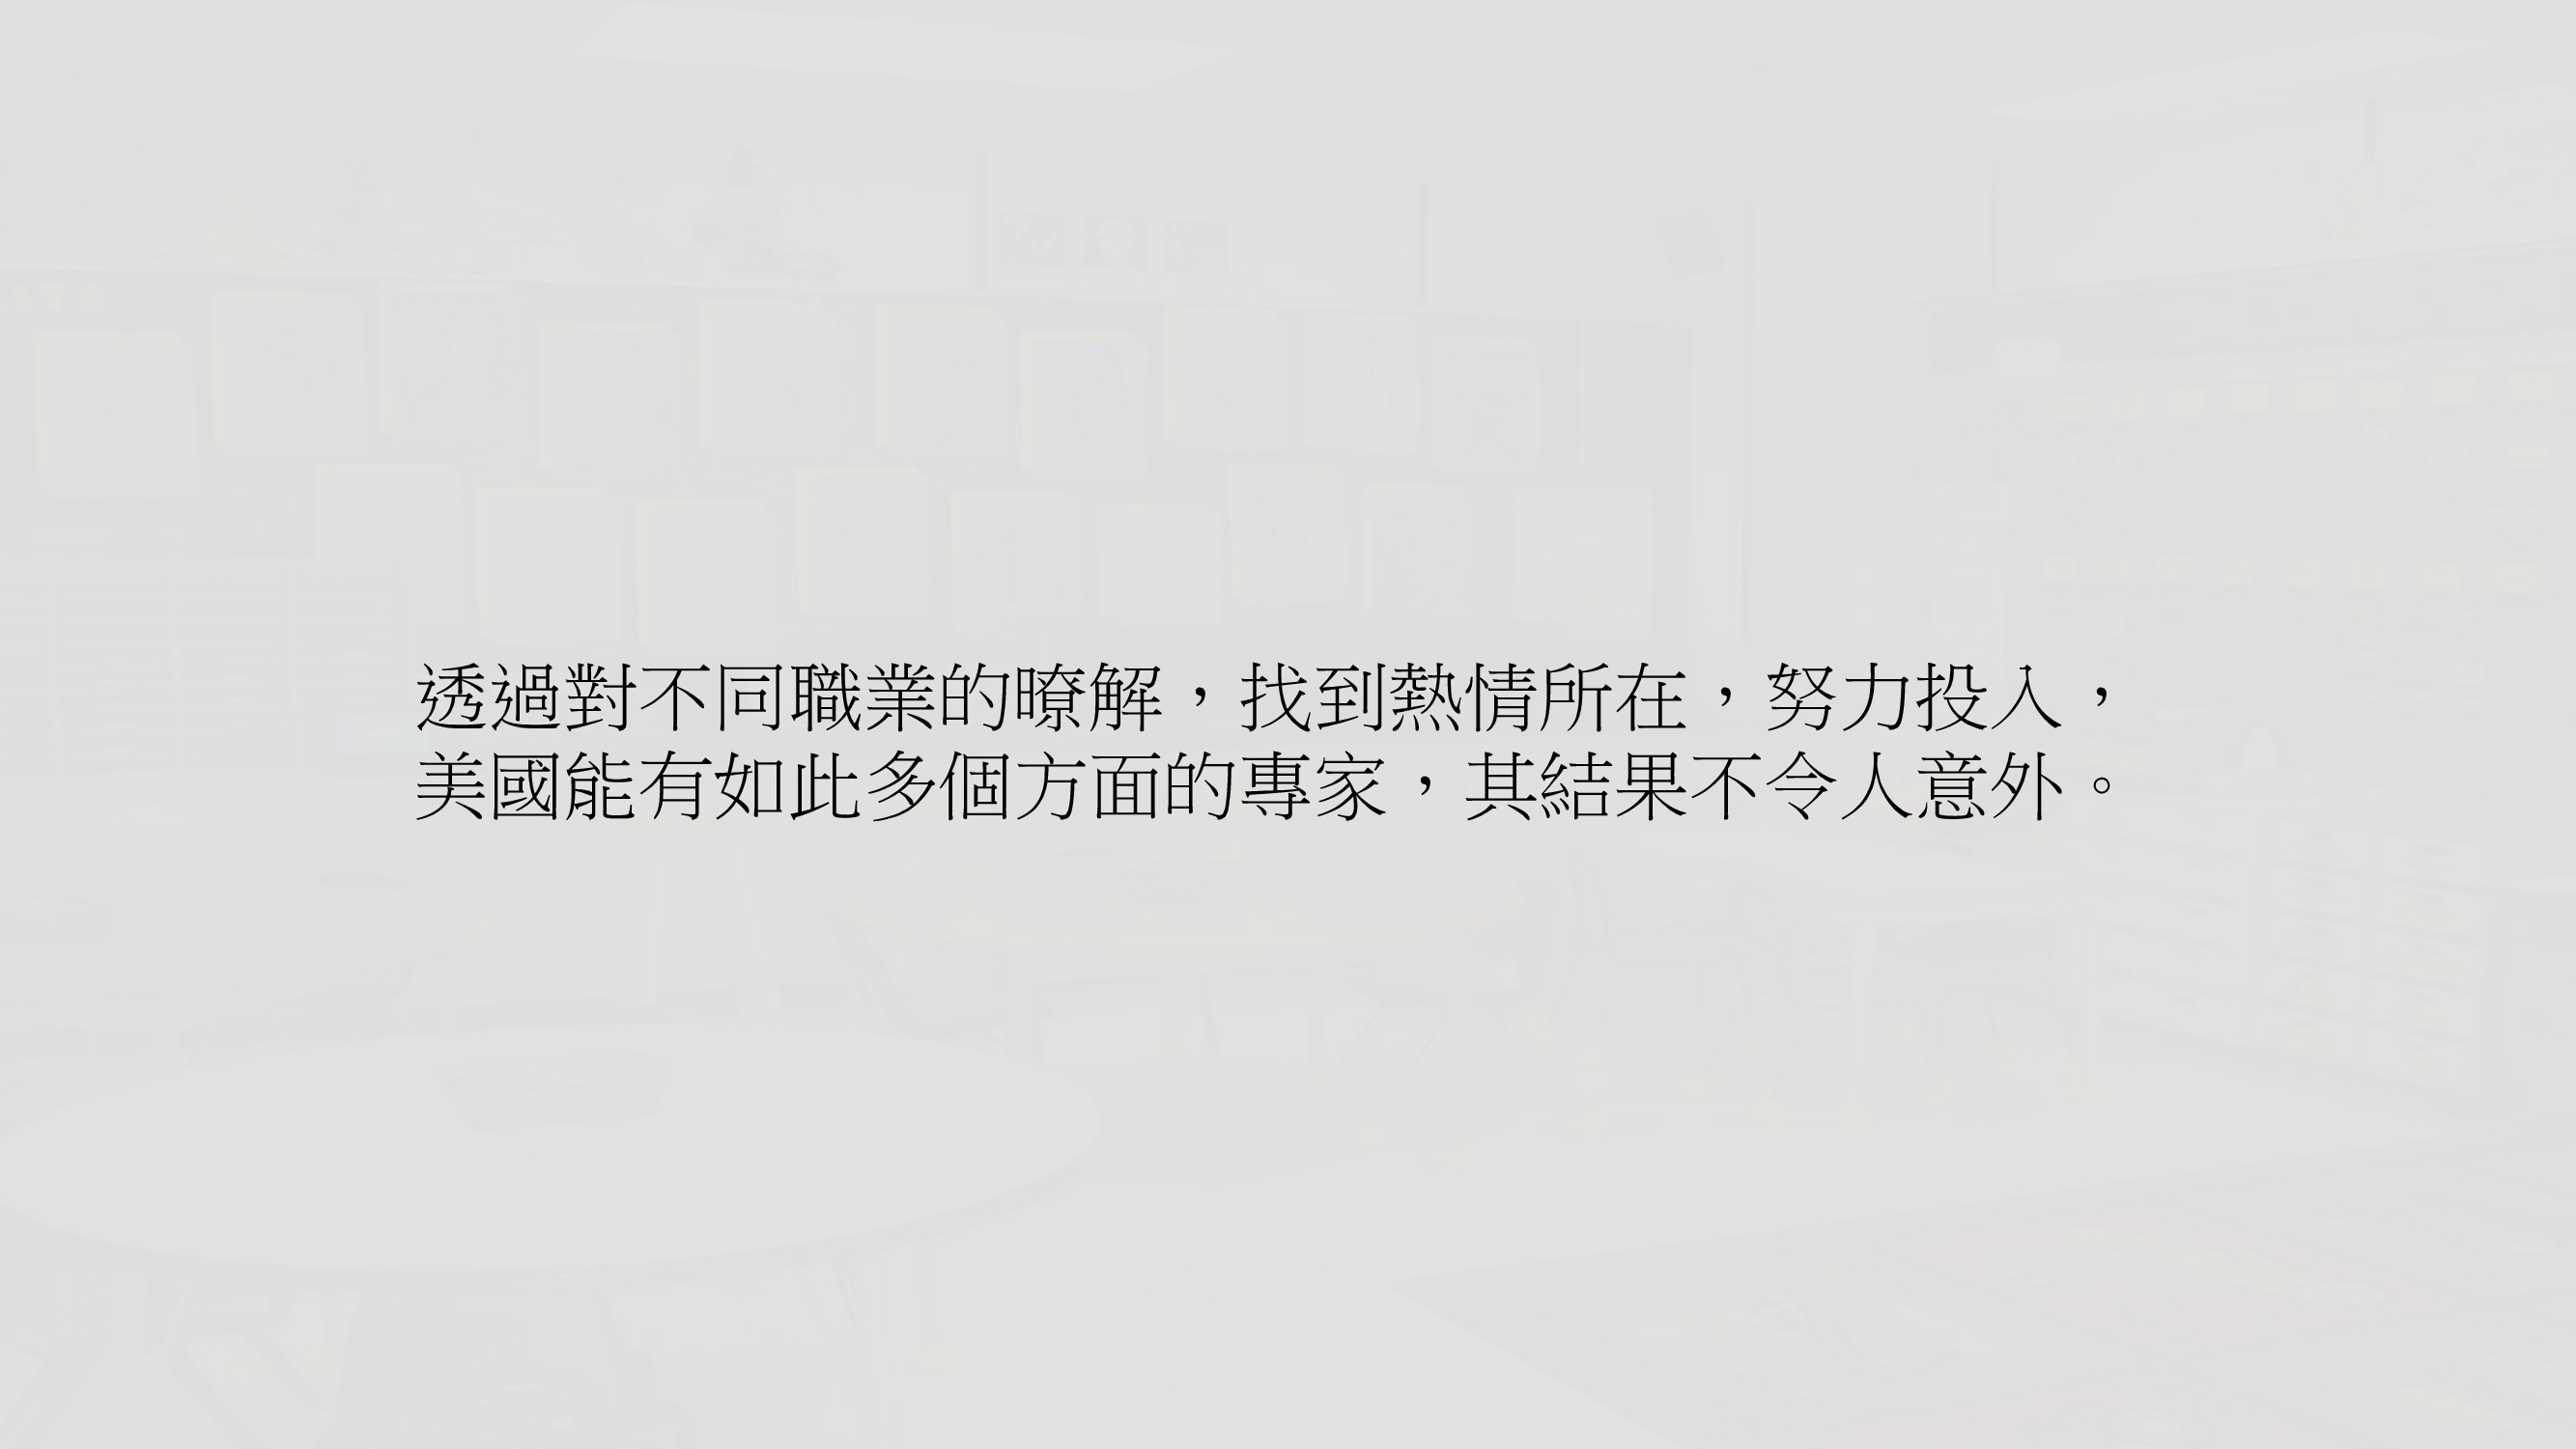 透過對不同職業的暸解，找到熱情所在，努力投入，
美國能有如此多個方面的專家，其結果不令人意外。